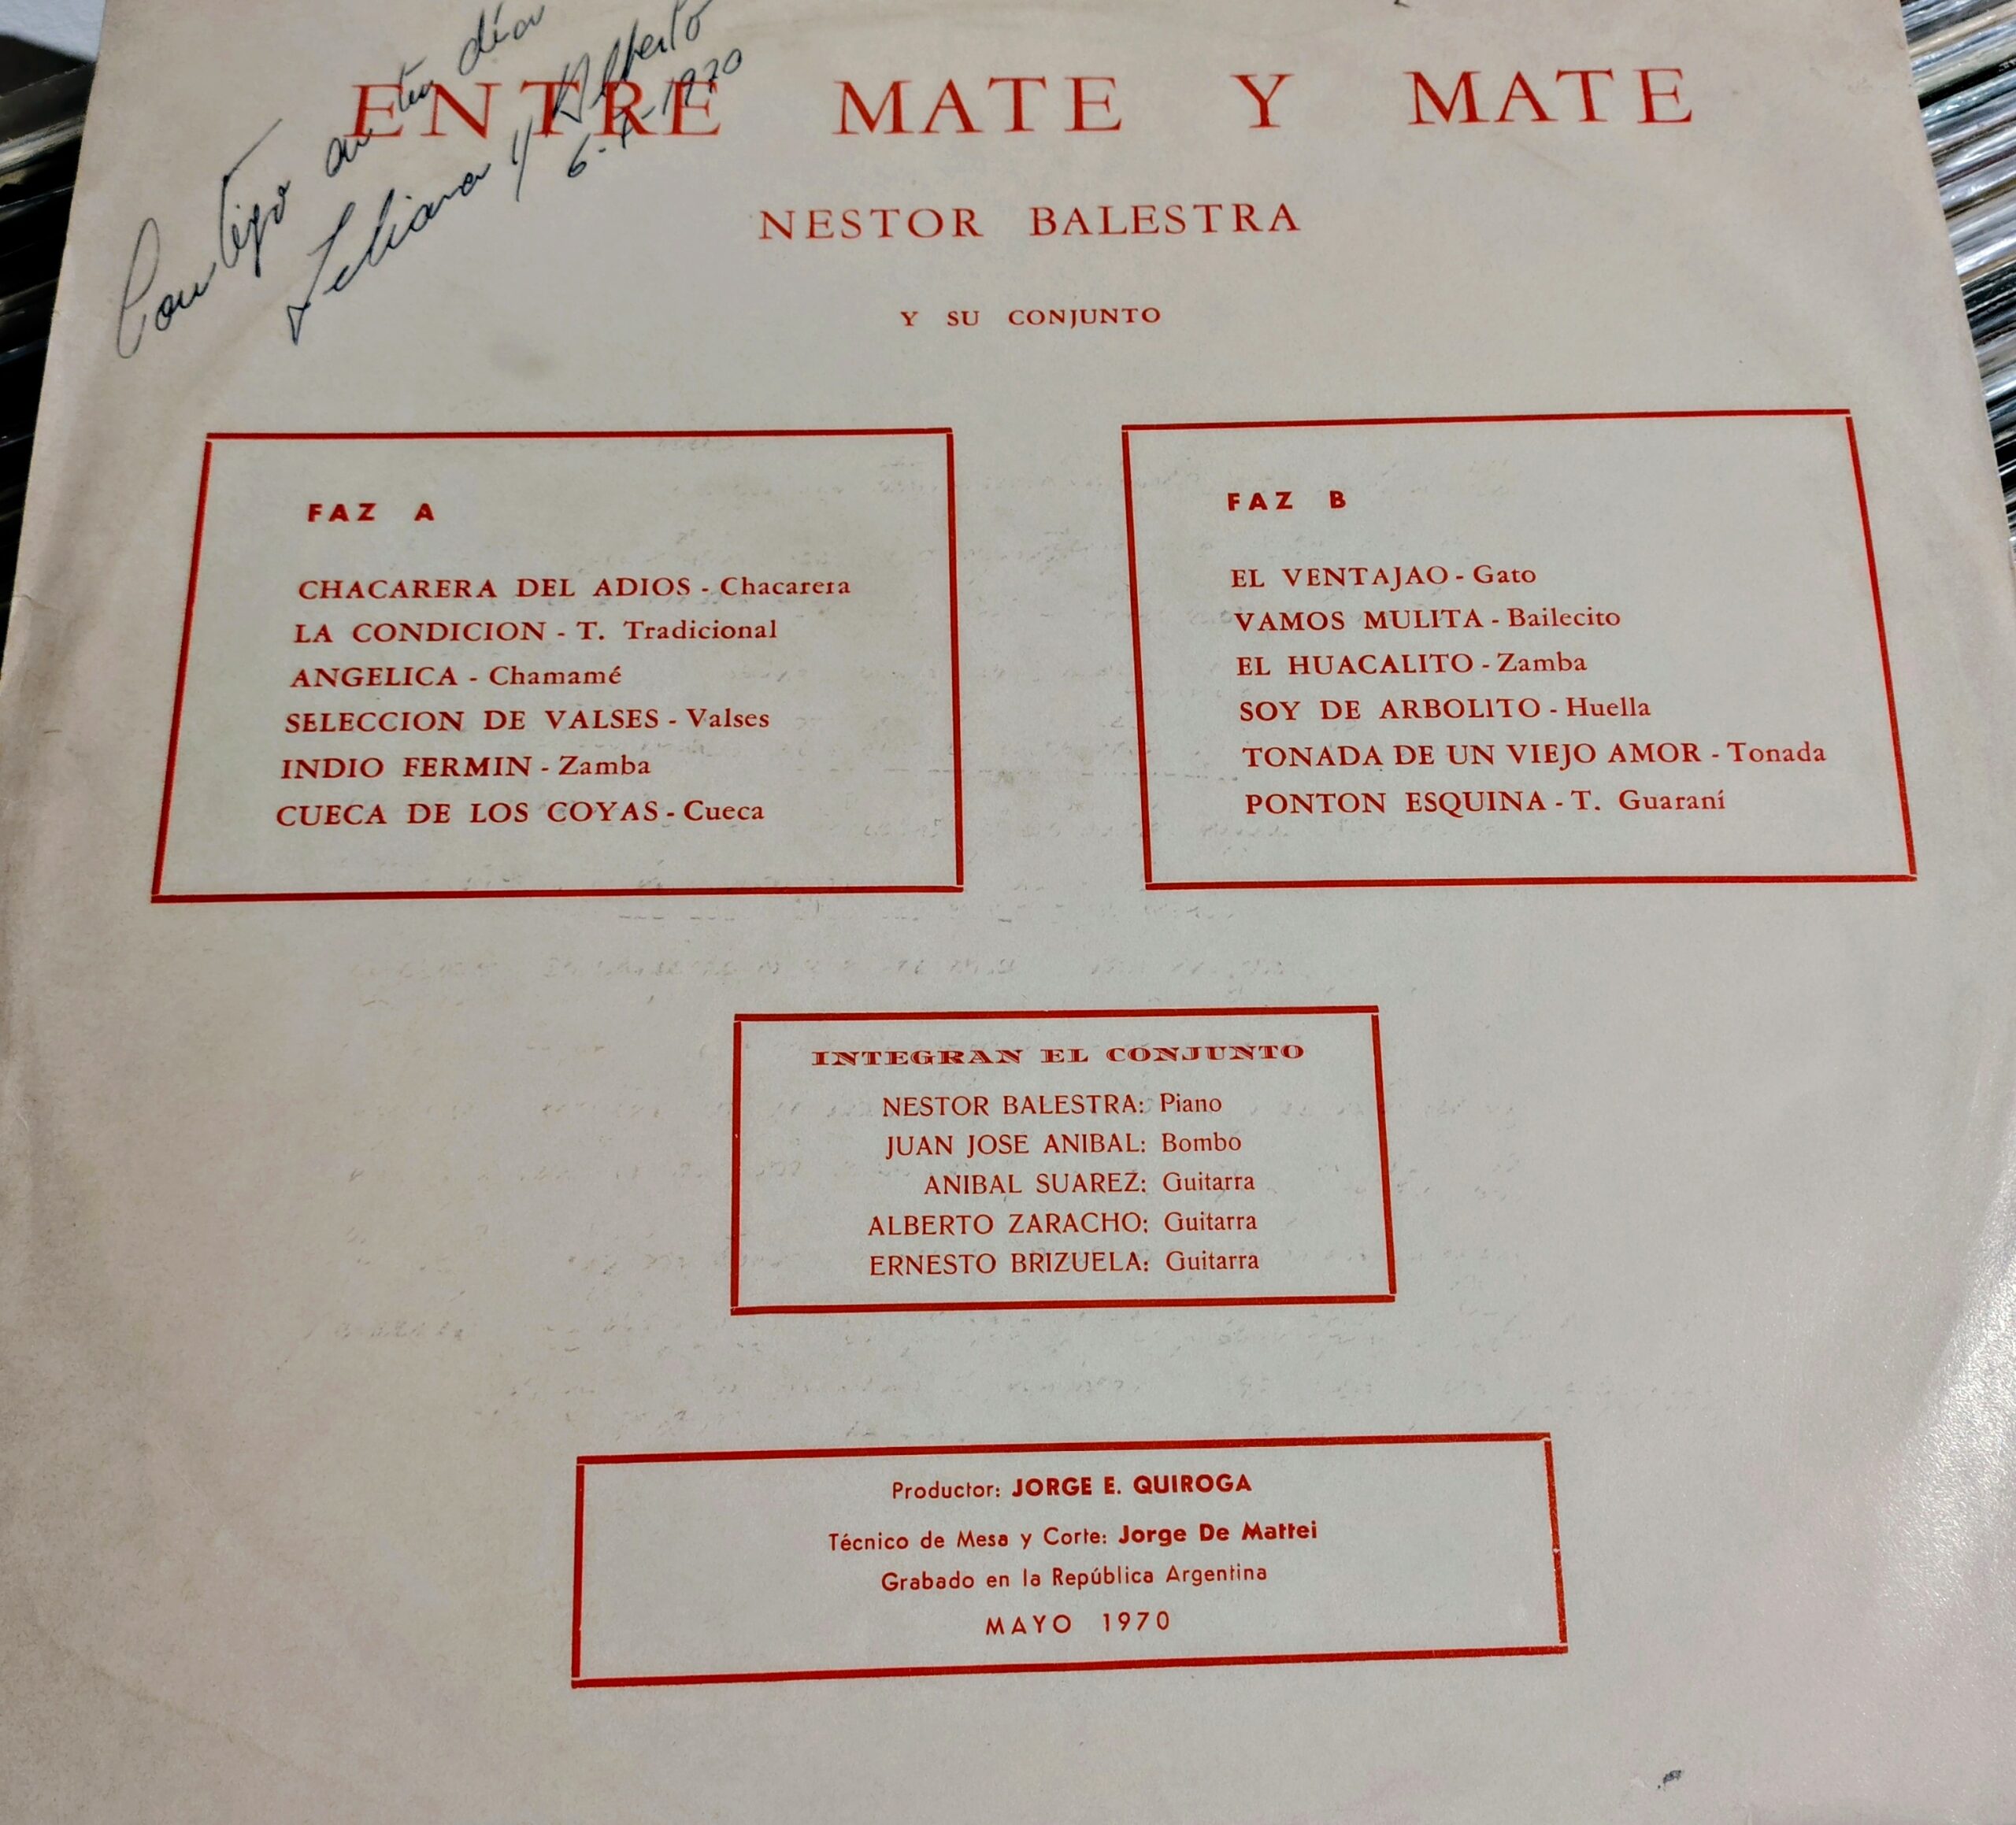 Contigo en tu día
Liliana y Alberto
ENTRE MATE Y MATE
NESTOR BALESTRA
Y SU CONJUNTO
FAZ A
CHACARERA DEL ADIOS - Chacarera
LA CONDICION - T. Tradicional
ANGELICA - Chamamé
SELECCION DE VALSES - Valses
INDIO FERMIN - Zamba
CUECA DE LOS COYAS - Cueca
FAZ B
EL VENTAJAO - Gato
VAMOS MULITA - Bailecito
EL HUACALITO - Zamba
SOY DE ARBOLITO - Huella
TONADA DE UN VIEJO AMOR - Tonada
PONTON ESQUINA - T. Guaraní
INTEGRAN EL CONJUNTO
NESTOR BALESTRA: Piano
JUAN JOSE ANIBAL: Bombo
ANIBAL SUAREZ: Guitarra
ALBERTO ZARACHO: Guitarra
ERNESTO BRIZUELA: Guitarra
Productor: JORGE E. QUIROGA
Técnico de Mesa y Corte: Jorge De Mattei
Grabado en la República Argentina
MAYO 1970